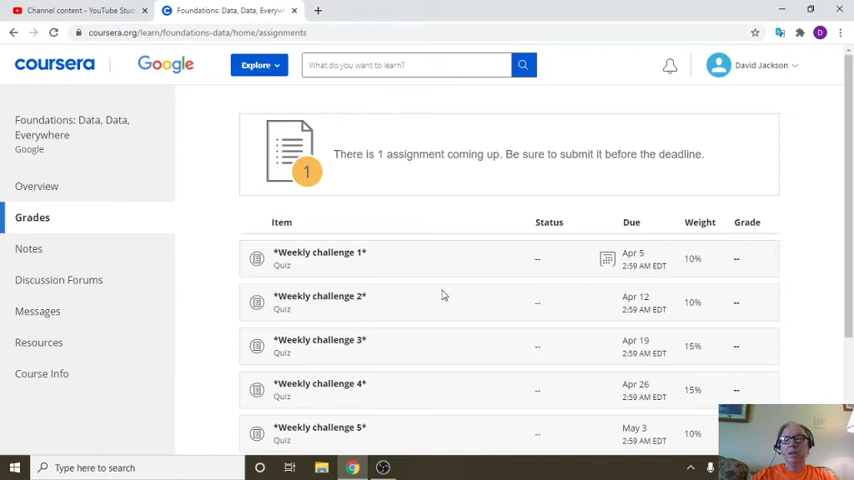 Channel content - YouTube Stud
Foundations: Data, Data, Everywh
coursera.org/learn/foundations-data/home/assignments
D
coursera
Google
Explore
What do you want to learn?
David Jackson
Foundations: Data, Data,
Everywhere
Google
Overview
Grades
Notes
Discussion Forums
Messages
Resources
Course Info
1
There is 1 assignment coming up. Be sure to submit it before the deadline.
Item Status Due Weight Grade
*Weekly challenge 1*
Quiz
-- Apr 5 10% --
2:59 AM EDT
*Weekly challenge 2*
Quiz
-- Apr 12 10% --
2:59 AM EDT
*Weekly challenge 3*
Quiz
-- Apr 19 15% --
2:59 AM EDT
*Weekly challenge 4*
Quiz
-- Apr 26 15% --
2:59 AM EDT
*Weekly challenge 5*
Quiz
-- May 3 10%
2:59 AM EDT
Type here to search